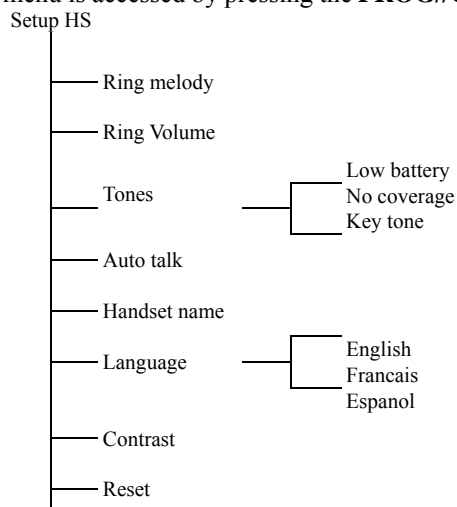 menu is accessed by pressing the
Setup HS
Ring melody
Ring Volume
Tones
Low battery
No coverage
Key tone
Auto talk
Handset name
Language
English
Francais
Espanol
Contrast
Reset